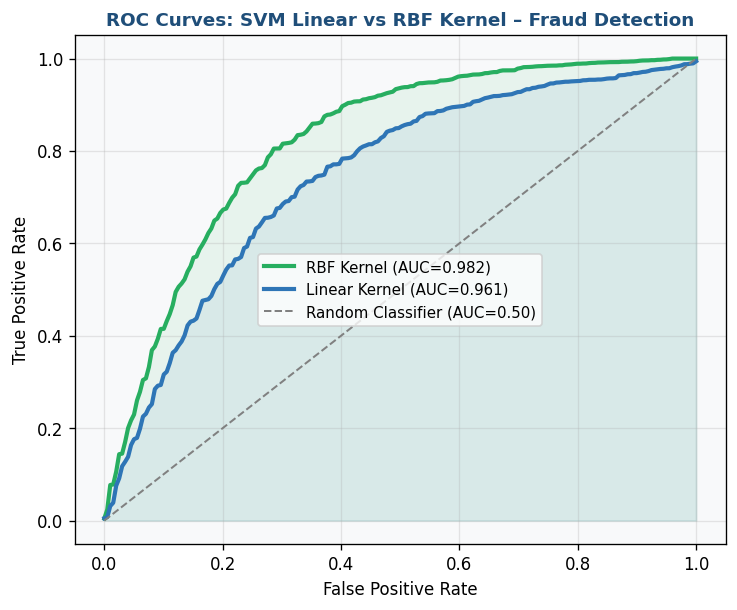 ROC Curves: SVM Linear vs RBF Kernel – Fraud Detection
1.0
0.8
0.6
0.4
0.2
0.0
True Positive Rate
RBF Kernel (AUC=0.982)
Linear Kernel (AUC=0.961)
Random Classifier (AUC=0.50)
0.0 0.2 0.4 0.6 0.8 1.0
False Positive Rate